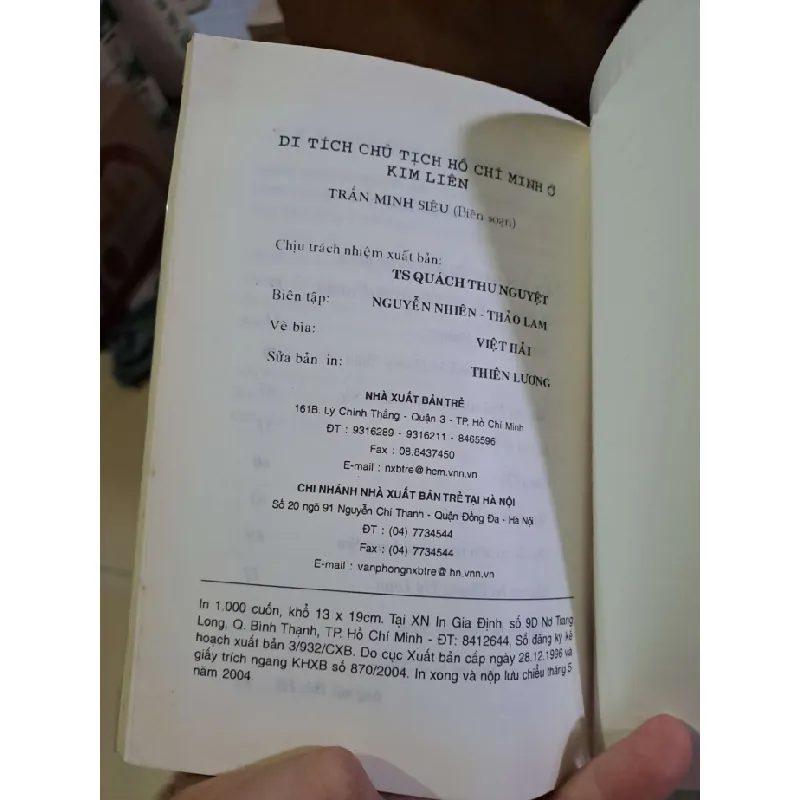 DI TÍCH CHỦ TỊCH HỒ CHÍ MINH Ở
KIM LIÊN
TRẦN MINH SIÊU (Biên soạn)
Chịu trách nhiệm xuất bản:
TS QUÁCH THU NGUYỆT
Biên tập: NGUYỄN NHIÊN - THẢO LAM
Vẽ bìa: VIỆT HẢI
Sửa bản in: THIÊN LƯƠNG
NHÀ XUẤT BẢN TRẺ
161B. Lý Chính Thắng - Quận 3 - TP. Hồ Chí Minh
ĐT : 9316289 - 9316211 - 8465596
Fax : 08.8437450
E-mail : nxbtre@hcm.vnn.vn
CHI NHÁNH NHÀ XUẤT BẢN TRẺ TẠI HÀ NỘI
Số 20 ngõ 91 Nguyễn Chí Thanh - Quận Đống Đa - Hà Nội
ĐT : (04) 7734544
Fax : (04) 7734544
E-mail : vanphongnxbtre@hn.vnn.vn
In 1.000 cuốn, khổ 13 x 19cm. Tại XN In Gia Định, số 9D Nơ Trang
Long, Q. Bình Thạnh, TP. Hồ Chí Minh - ĐT: 8412644. Số đăng ký kế
hoạch xuất bản 3/932/CXB. Do cục Xuất bản cấp ngày 28.12.1996 và
giấy trích ngang KHXB số 870/2004. In xong và nộp lưu chiểu tháng 5
năm 2004